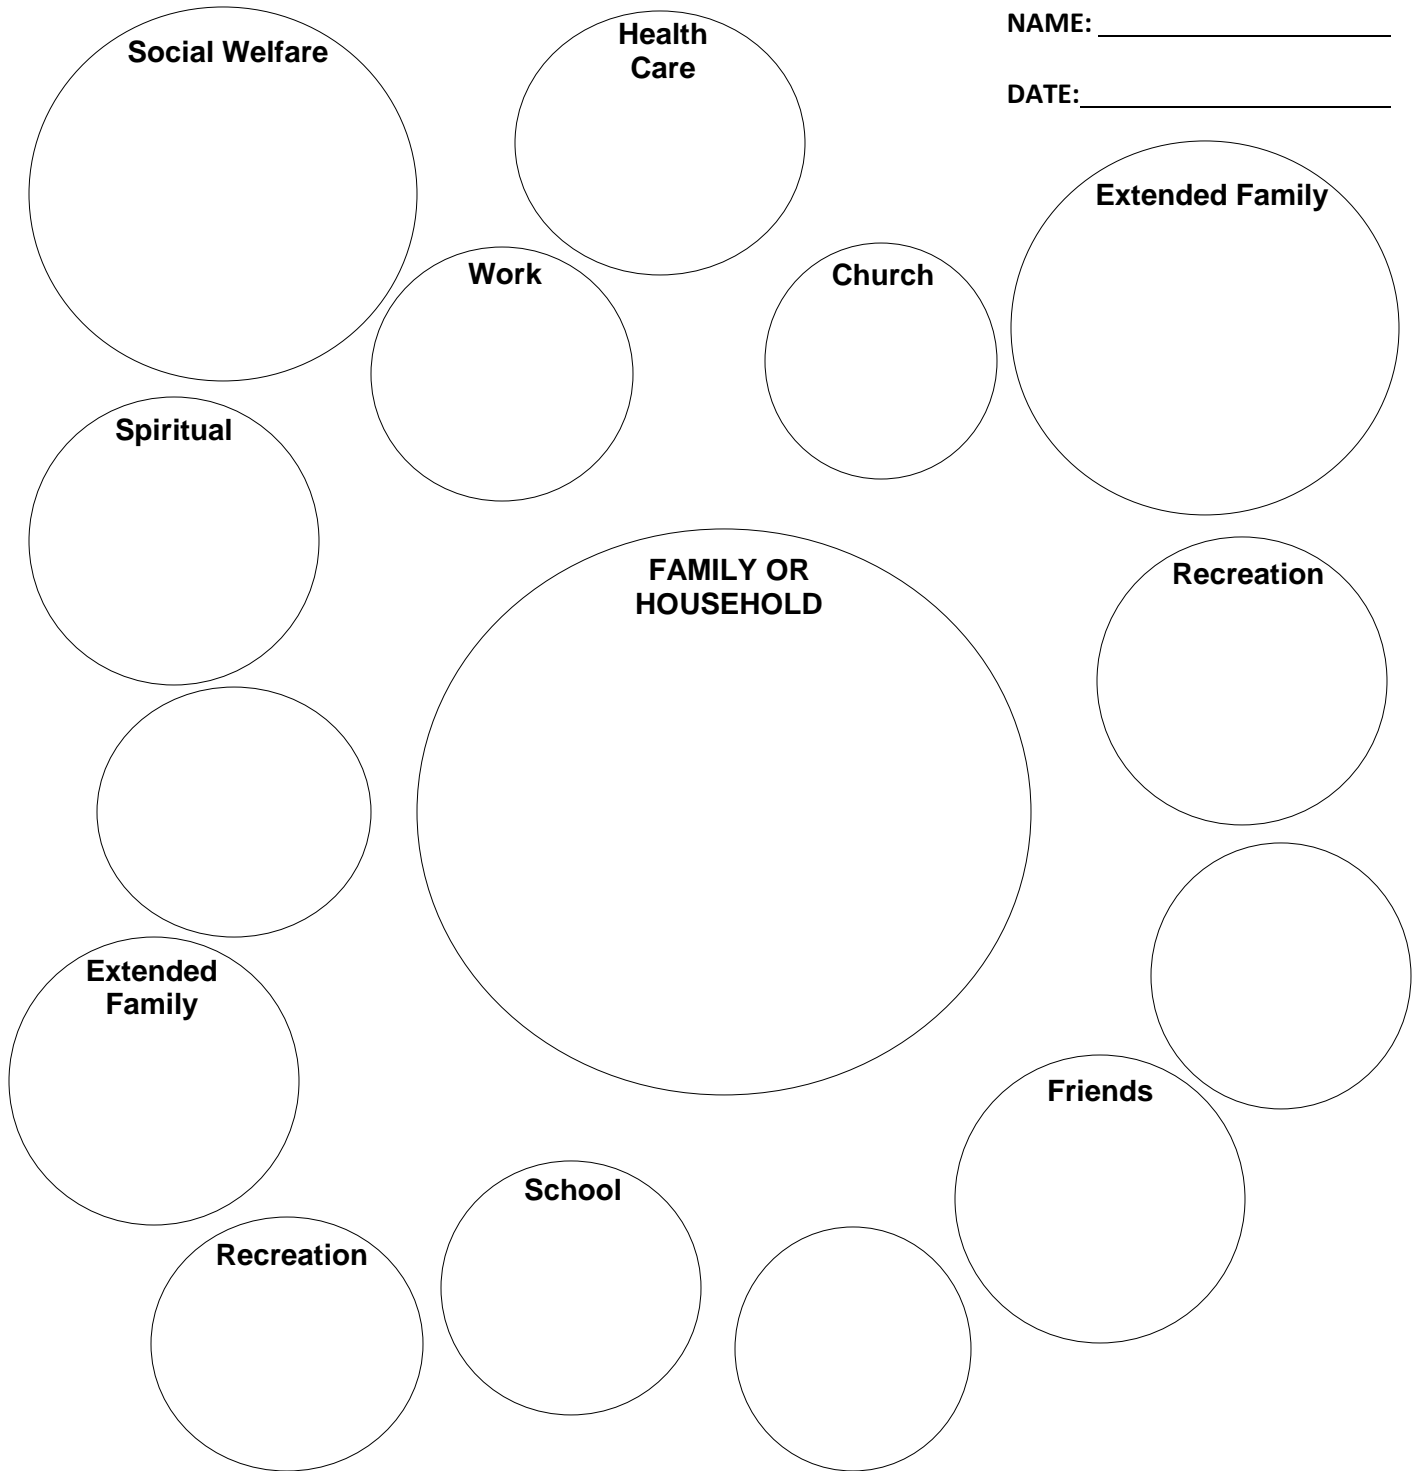 NAME:
DATE:
Social Welfare
Health
Care
Extended Family
Work
Church
Spiritual
FAMILY OR
HOUSEHOLD
Recreation
Extended
Family
Friends
School
Recreation